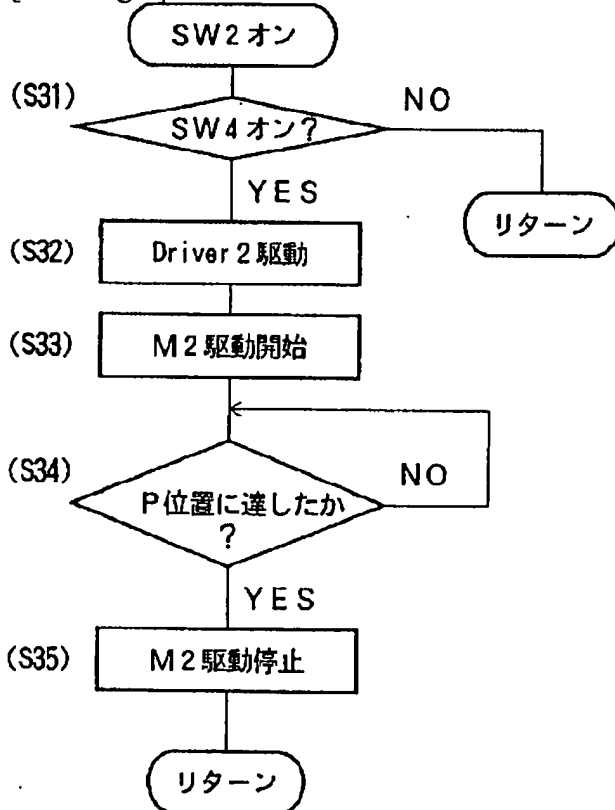 SW2オン
(S31)
SW4オン?
NO
YES
リターン
(S32)
Driver2駆動
(S33)
M2駆動開始
(S34)
P位置に達したか
?
NO
YES
(S35)
M2駆動停止
リターン